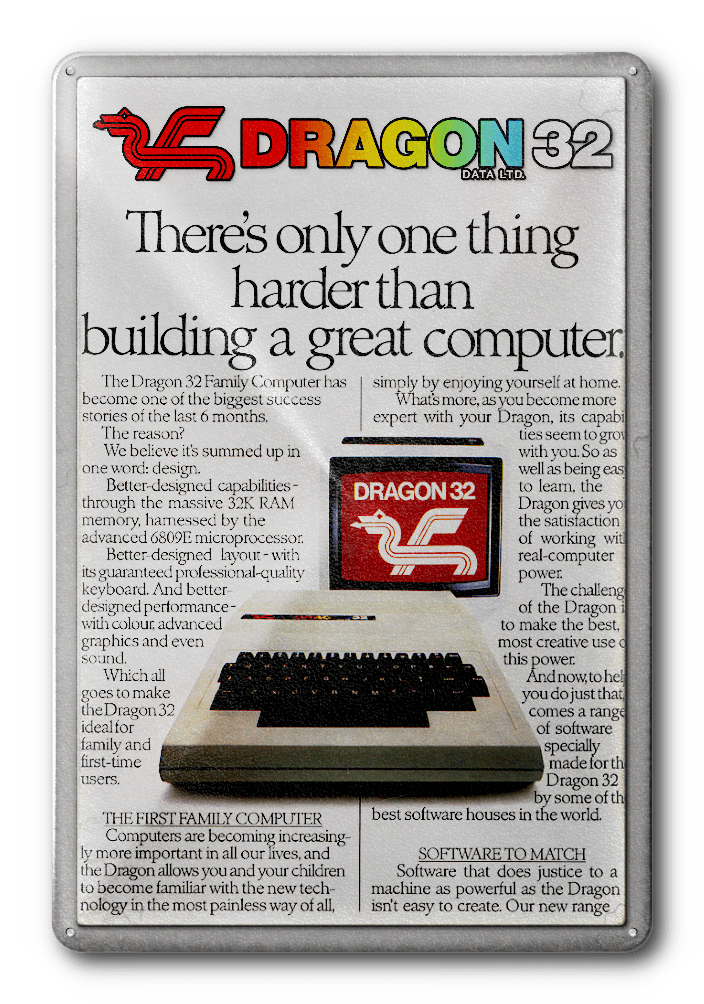 DRAGON 32
DATA LTD.
There's only one thing
harder than
building a great computer.
The Dragon 32 Family Computer has
become one of the biggest success
stories of the last 6 months.
The reason?
We believe it's summed up in
one word: design.
Better-designed capabilities -
through the massive 32K RAM
memory, harnessed by the
advanced 6809E microprocessor.
Better-designed layout - with
its guaranteed professional-quality
keyboard. And better-
designed performance -
with colour, advanced
graphics and even
sound.
Which all
goes to make
the Dragon 32
ideal for
family and
first-time
users.
THE FIRST FAMILY COMPUTER
Computers are becoming increasing-
ly more important in all our lives, and
the Dragon allows you and your children
to become familiar with the new tech-
nology in the most painless way of all,
simply by enjoying yourself at home.
What's more, as you become more
expert with your Dragon, its capabi
ties seem to grow
with you. So as
well as being eas
to learn, the
Dragon gives yo
the satisfaction
of working wit
real-computer
power.
The challeng
of the Dragon i
to make the best,
most creative use o
this power.
And now, to hel
you do just that,
comes a range
of software
specially
made for th
Dragon 32
by some of th
best software houses in the world.
SOFTWARE TO MATCH
Software that does justice to a
machine as powerful as the Dragon
isn't easy to create. Our new range
DRAGON 32